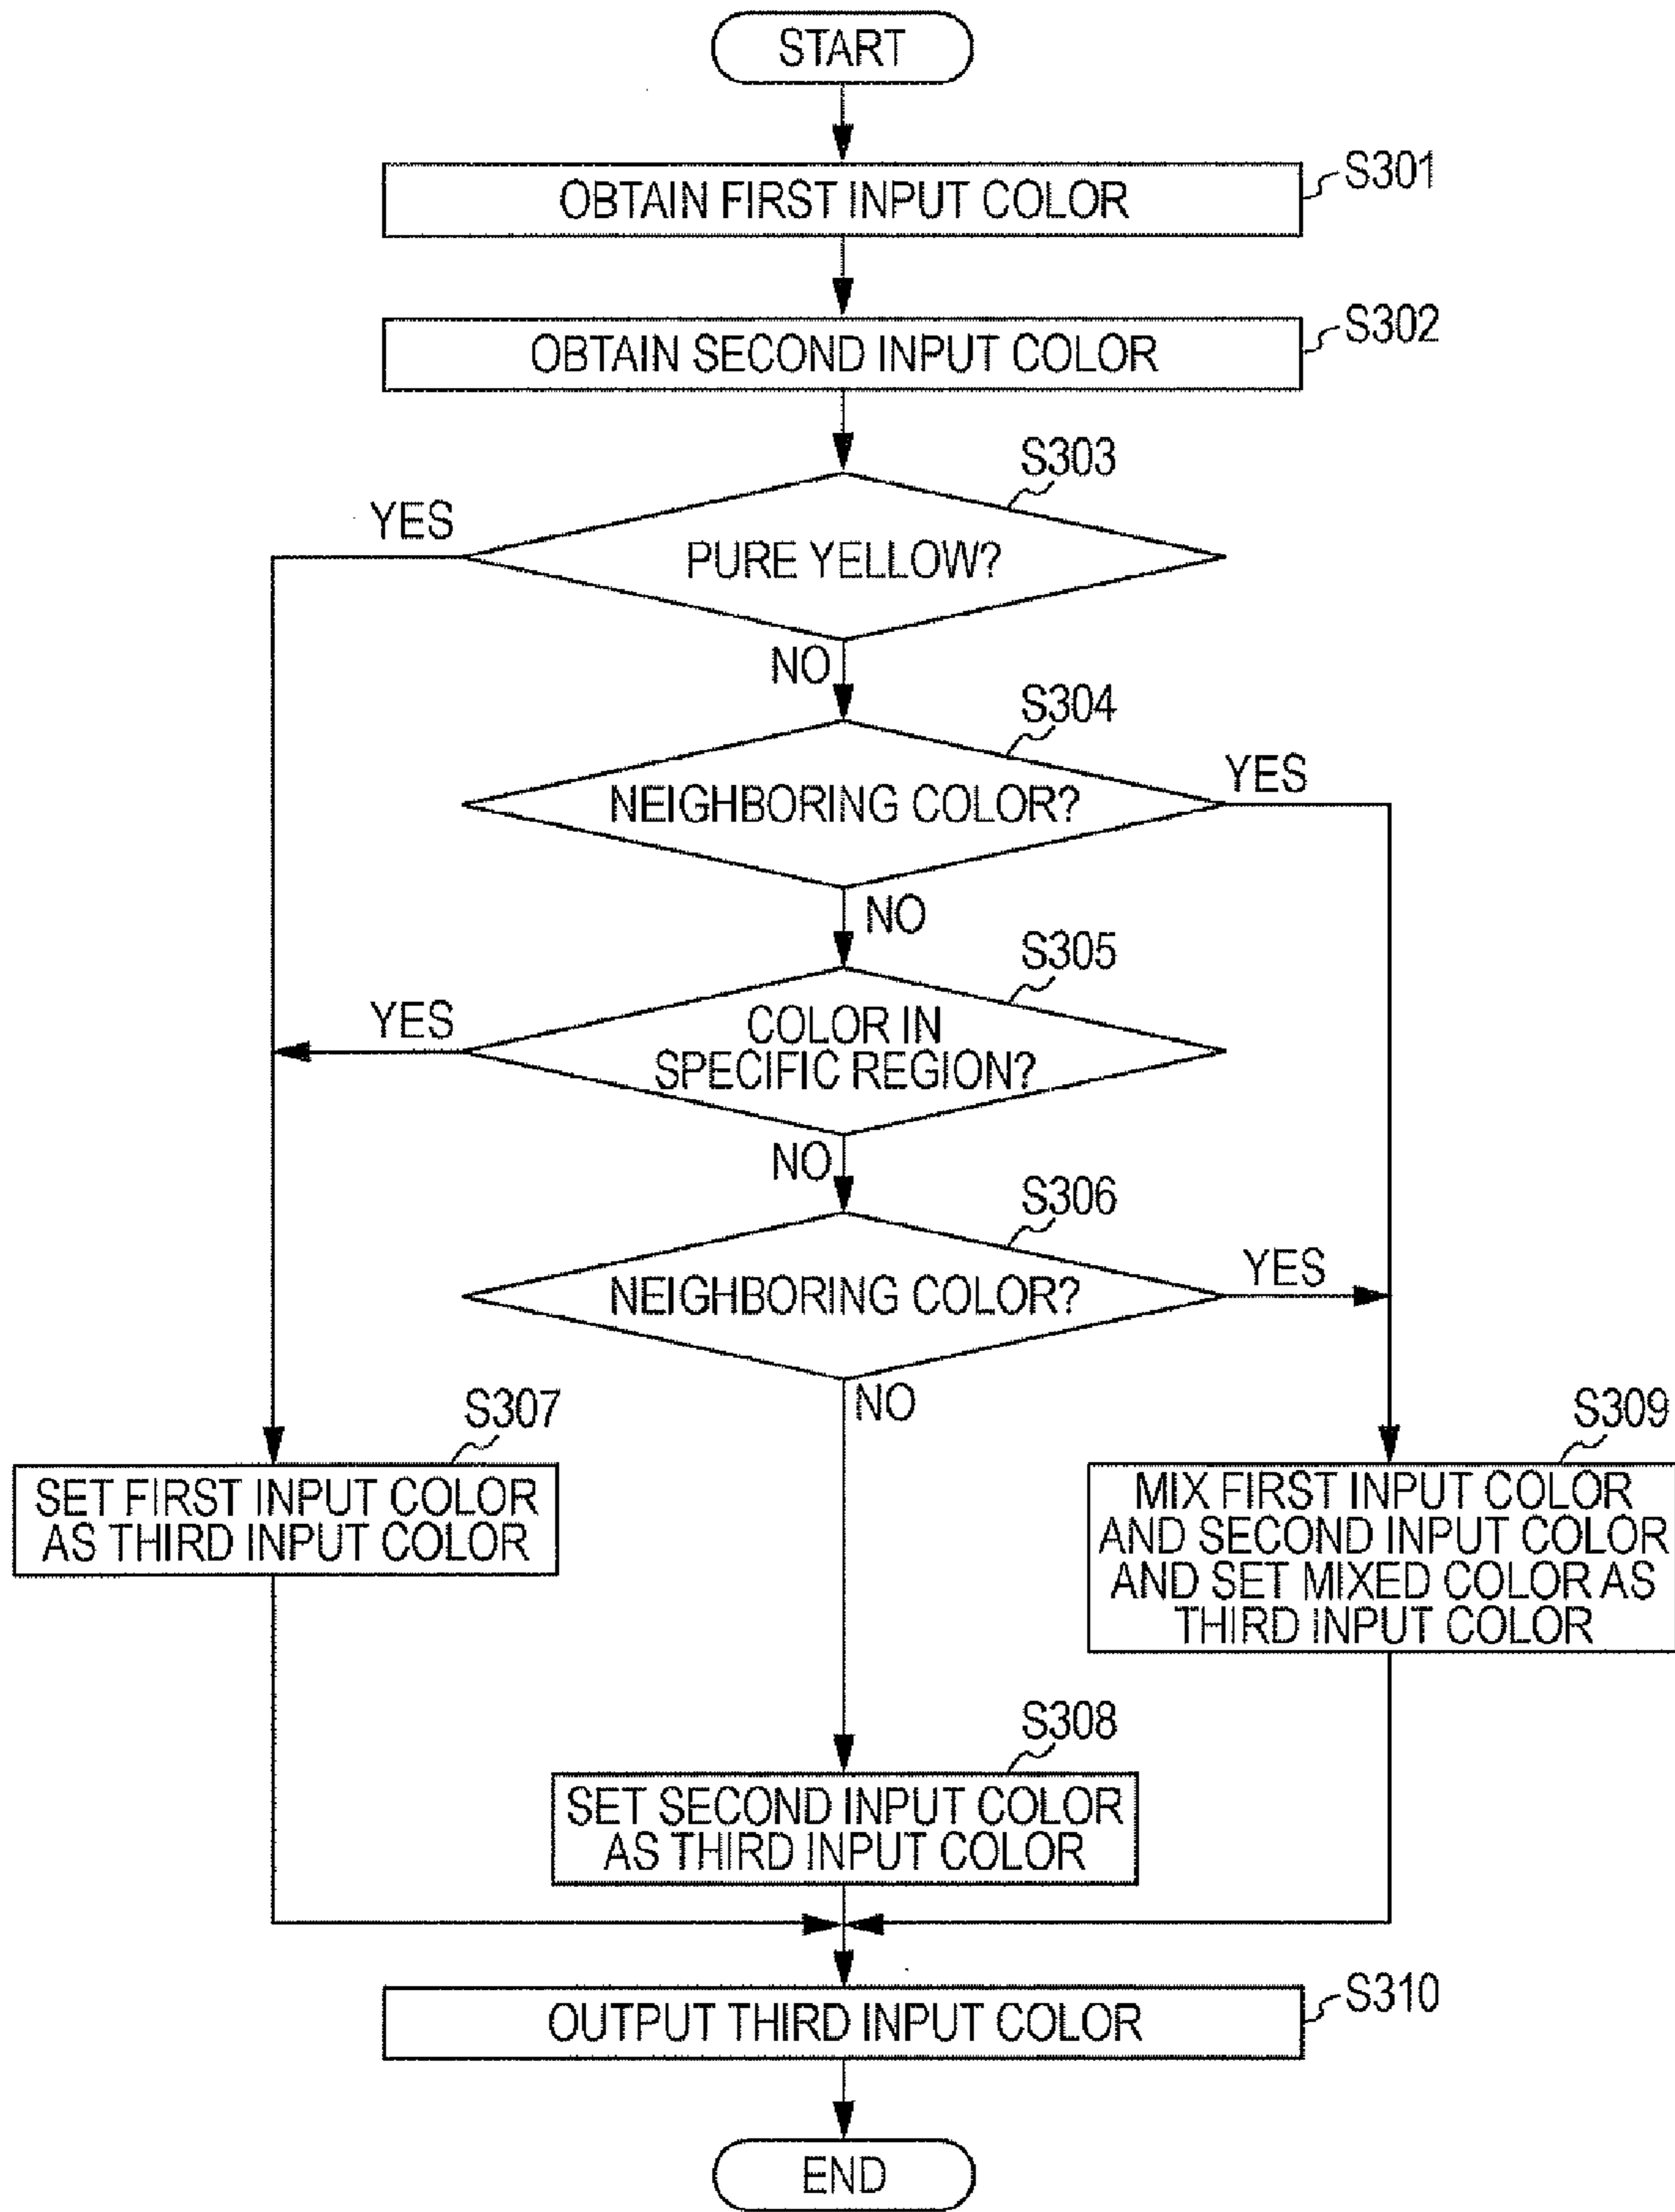 START
OBTAIN FIRST INPUT COLOR
S301
OBTAIN SECOND INPUT COLOR
S302
S303
YES
PURE YELLOW?
NO
S304
YES
NEIGHBORING COLOR?
NO
S305
YES
COLOR IN
SPECIFIC REGION?
NO
S306
YES
NEIGHBORING COLOR?
NO
S307
SET FIRST INPUT COLOR
AS THIRD INPUT COLOR
S309
MIX FIRST INPUT COLOR
AND SECOND INPUT COLOR
AND SET MIXED COLOR AS
THIRD INPUT COLOR
S308
SET SECOND INPUT COLOR
AS THIRD INPUT COLOR
OUTPUT THIRD INPUT COLOR
S310
END